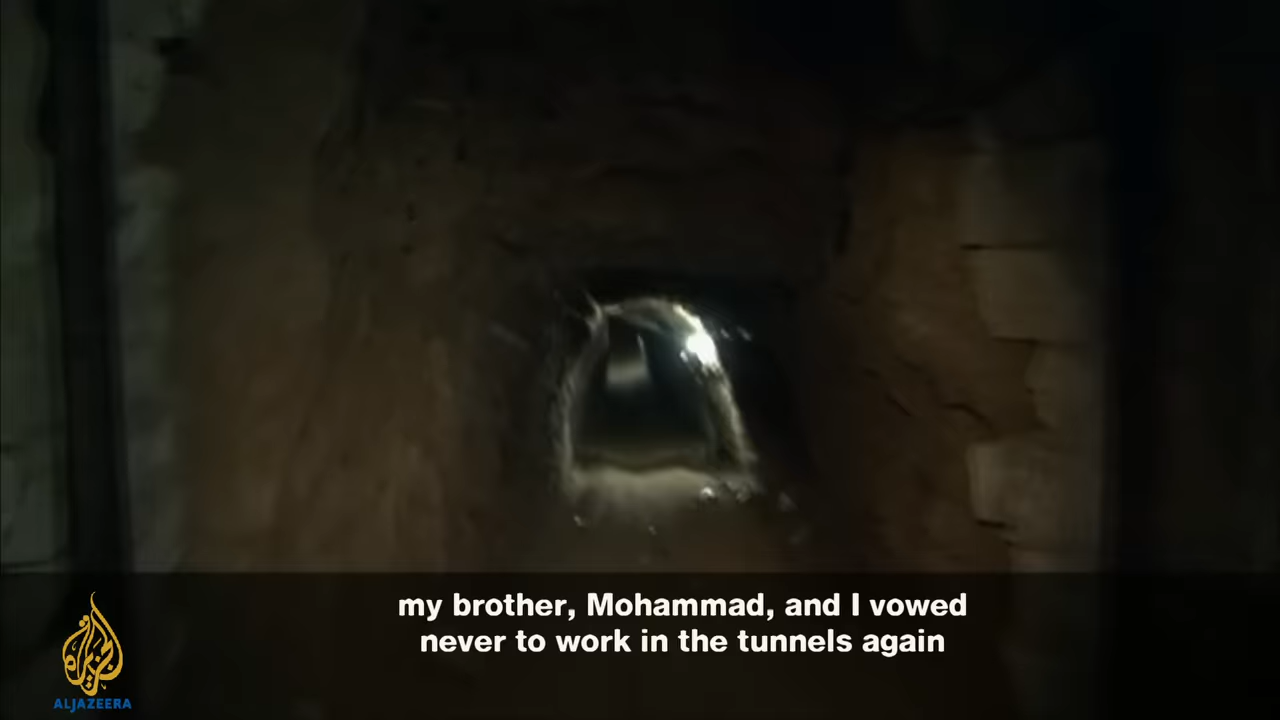 my brother, Mohammad, and I vowed
never to work in the tunnels again
الجزيرة
ALJAZEERA